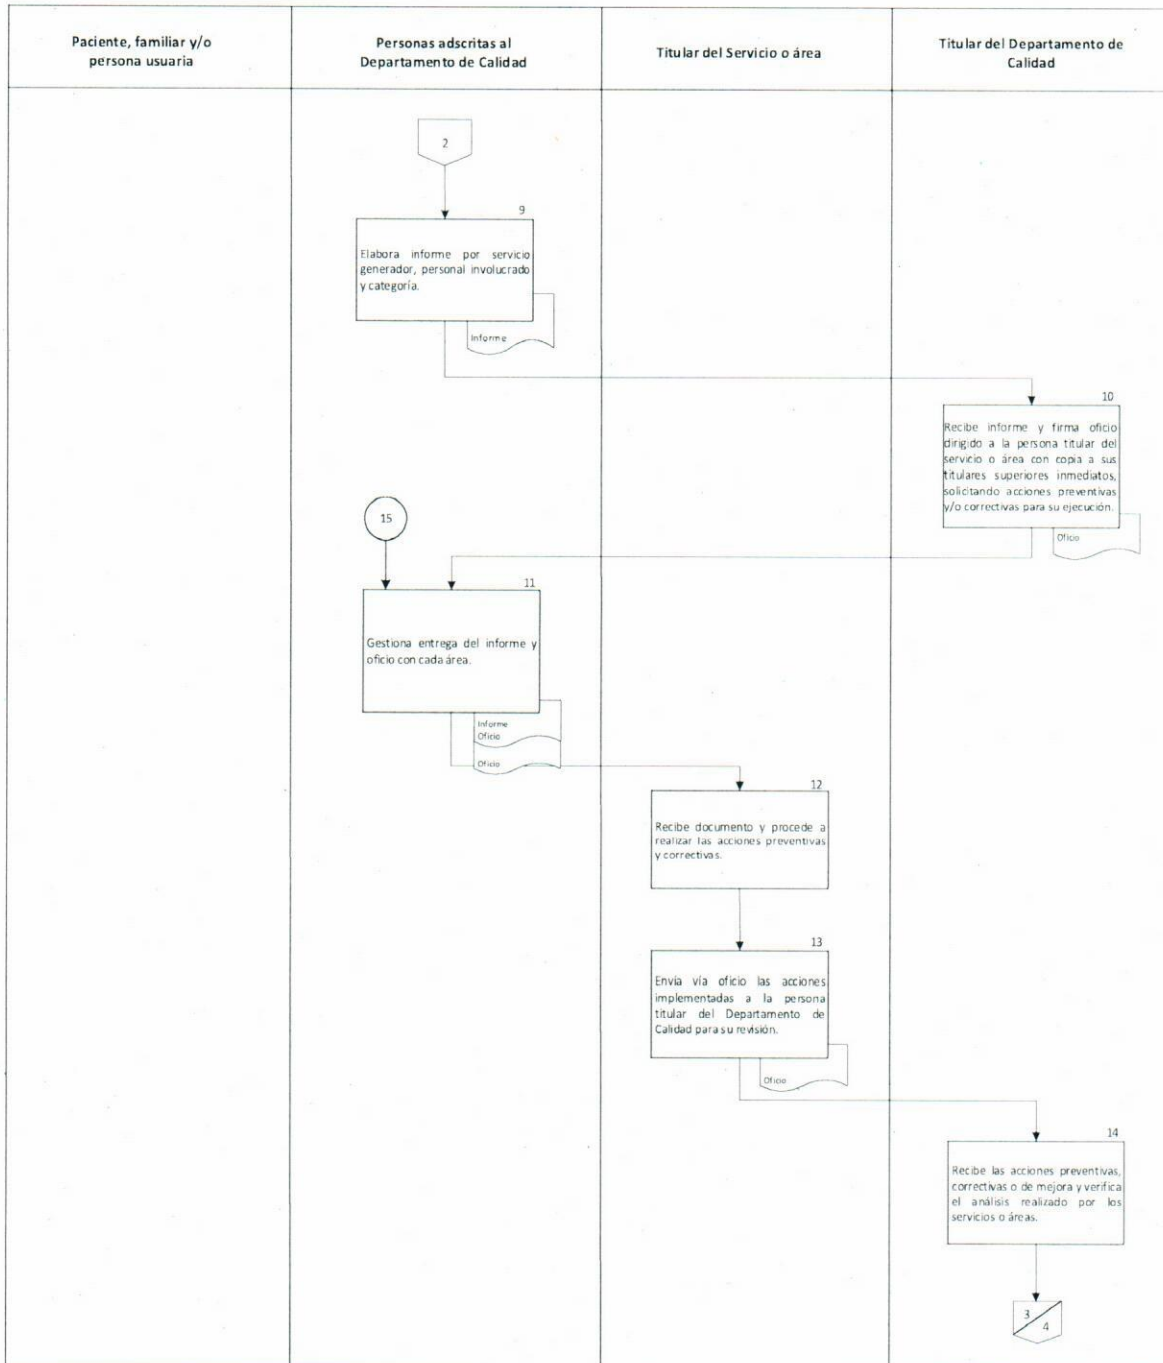 Paciente, familiar y/o
persona usuaria
Personas adscritas al
Departamento de Calidad
Titular del Servicio o área
Titular del Departamento de
Calidad
2
9
Elabora informe por servicio
generador, personal involucrado
y categoría.
Informe
10
Recibe informe y firma oficio
dirigido a la persona titular del
servicio o área con copia a sus
titulares superiores inmediatos,
solicitando acciones preventivas
y/o correctivas para su ejecución.
Oficio
15
11
Gestiona entrega del informe y
oficio con cada área.
Informe
Oficio
Oficio
12
Recibe documento y procede a
realizar las acciones preventivas
y correctivas.
13
Envía vía oficio las acciones
implementadas a la persona
titular del Departamento de
Calidad para su revisión.
Oficio
14
Recibe las acciones preventivas,
correctivas o de mejora y verifica
el análisis realizado por los
servicios o áreas.
3
4